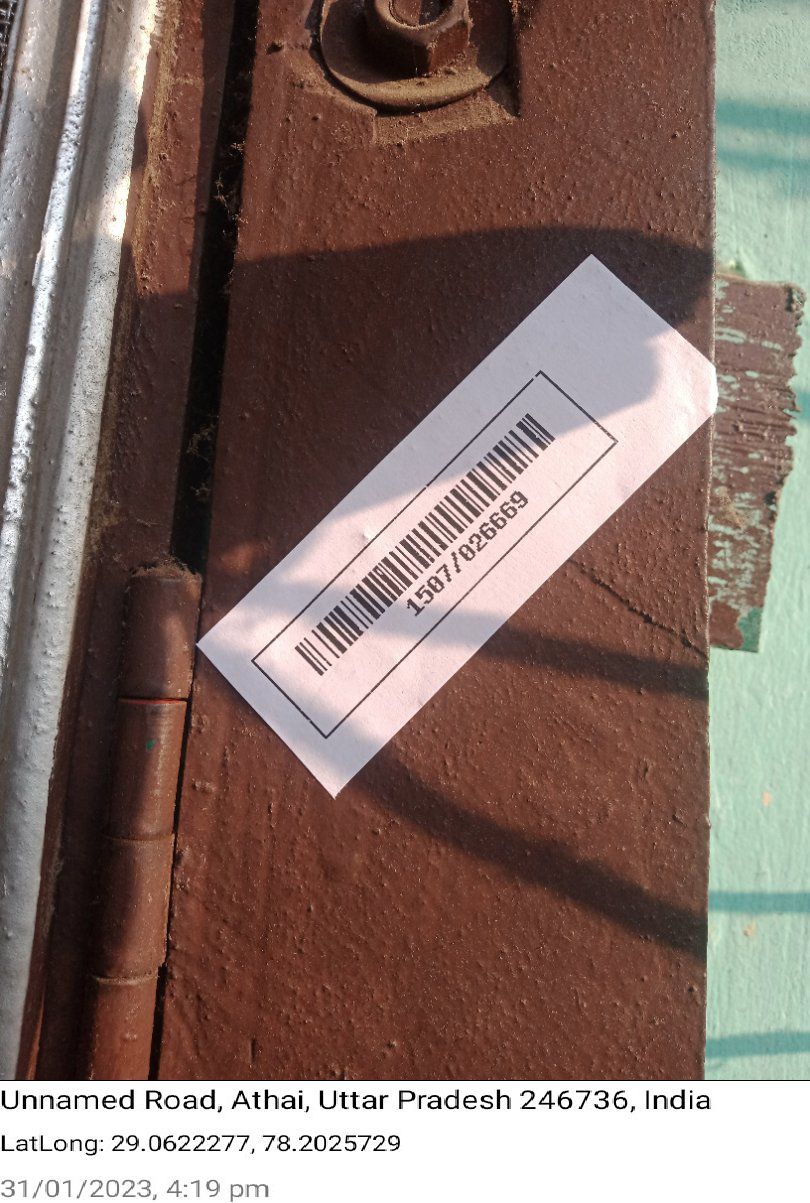 1507/026669
Unnamed Road, Athai, Uttar Pradesh 246736, India
LatLong: 29.0622277, 78.2025729
31/01/2023, 4:19 pm